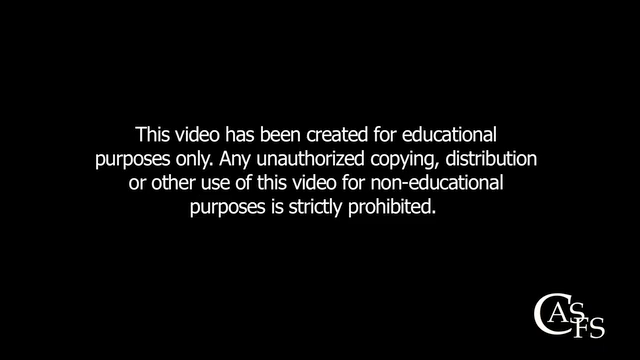 This video has been created for educational
purposes only. Any unauthorized copying, distribution
or other use of this video for non-educational
purposes is strictly prohibited.
CASFS